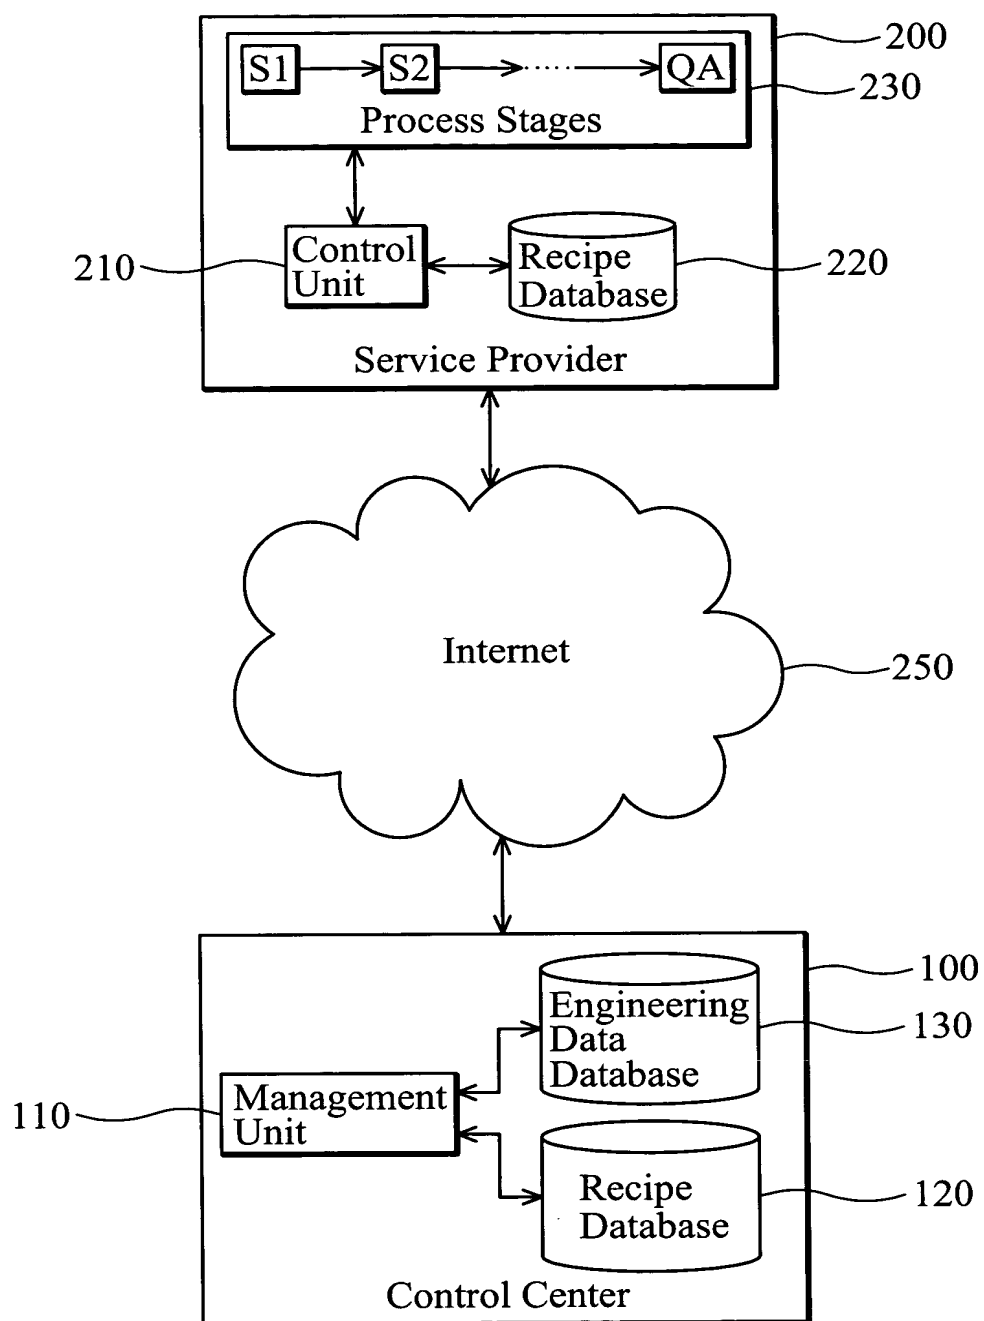 200
S1
S2
QA
230
Process Stages
210
Control
Unit
Recipe
Database
220
Service Provider
Internet
250
100
Engineering
Data
Database
130
110
Management
Unit
Recipe
Database
120
Control Center